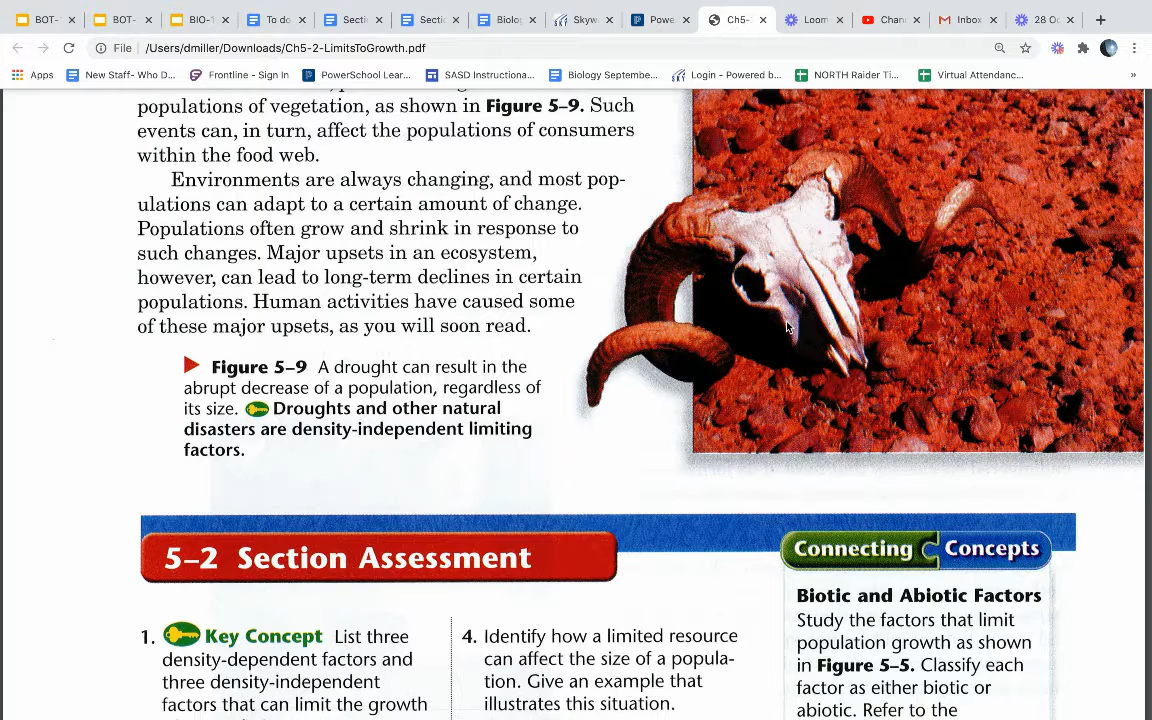 BOT-
BOT-
BIO-1
To do
Sectio
Sectio
Biolog
Skywa
Powe
Ch5-
Loom
Chan
Inbox
28 Oc
File
/Users/dmiller/Downloads/Ch5-2-LimitsToGrowth.pdf
Apps
New Staff- Who D...
Frontline - Sign In
PowerSchool Lear...
SASD Instructiona...
Biology Septembe...
Login - Powered b...
NORTH Raider Ti...
Virtual Attendanc...
»
populations of vegetation, as shown in Figure 5–9. Such
events can, in turn, affect the populations of consumers
within the food web.
Environments are always changing, and most pop-
ulations can adapt to a certain amount of change.
Populations often grow and shrink in response to
such changes. Major upsets in an ecosystem,
however, can lead to long-term declines in certain
populations. Human activities have caused some
of these major upsets, as you will soon read.
Figure 5–9 A drought can result in the
abrupt decrease of a population, regardless of
its size. Droughts and other natural
disasters are density-independent limiting
factors.
5–2 Section Assessment
1. Key Concept List three
density-dependent factors and
three density-independent
factors that can limit the growth
4. Identify how a limited resource
can affect the size of a popula-
tion. Give an example that
illustrates this situation.
Connecting Concepts
Biotic and Abiotic Factors
Study the factors that limit
population growth as shown
in Figure 5–5. Classify each
factor as either biotic or
abiotic. Refer to the